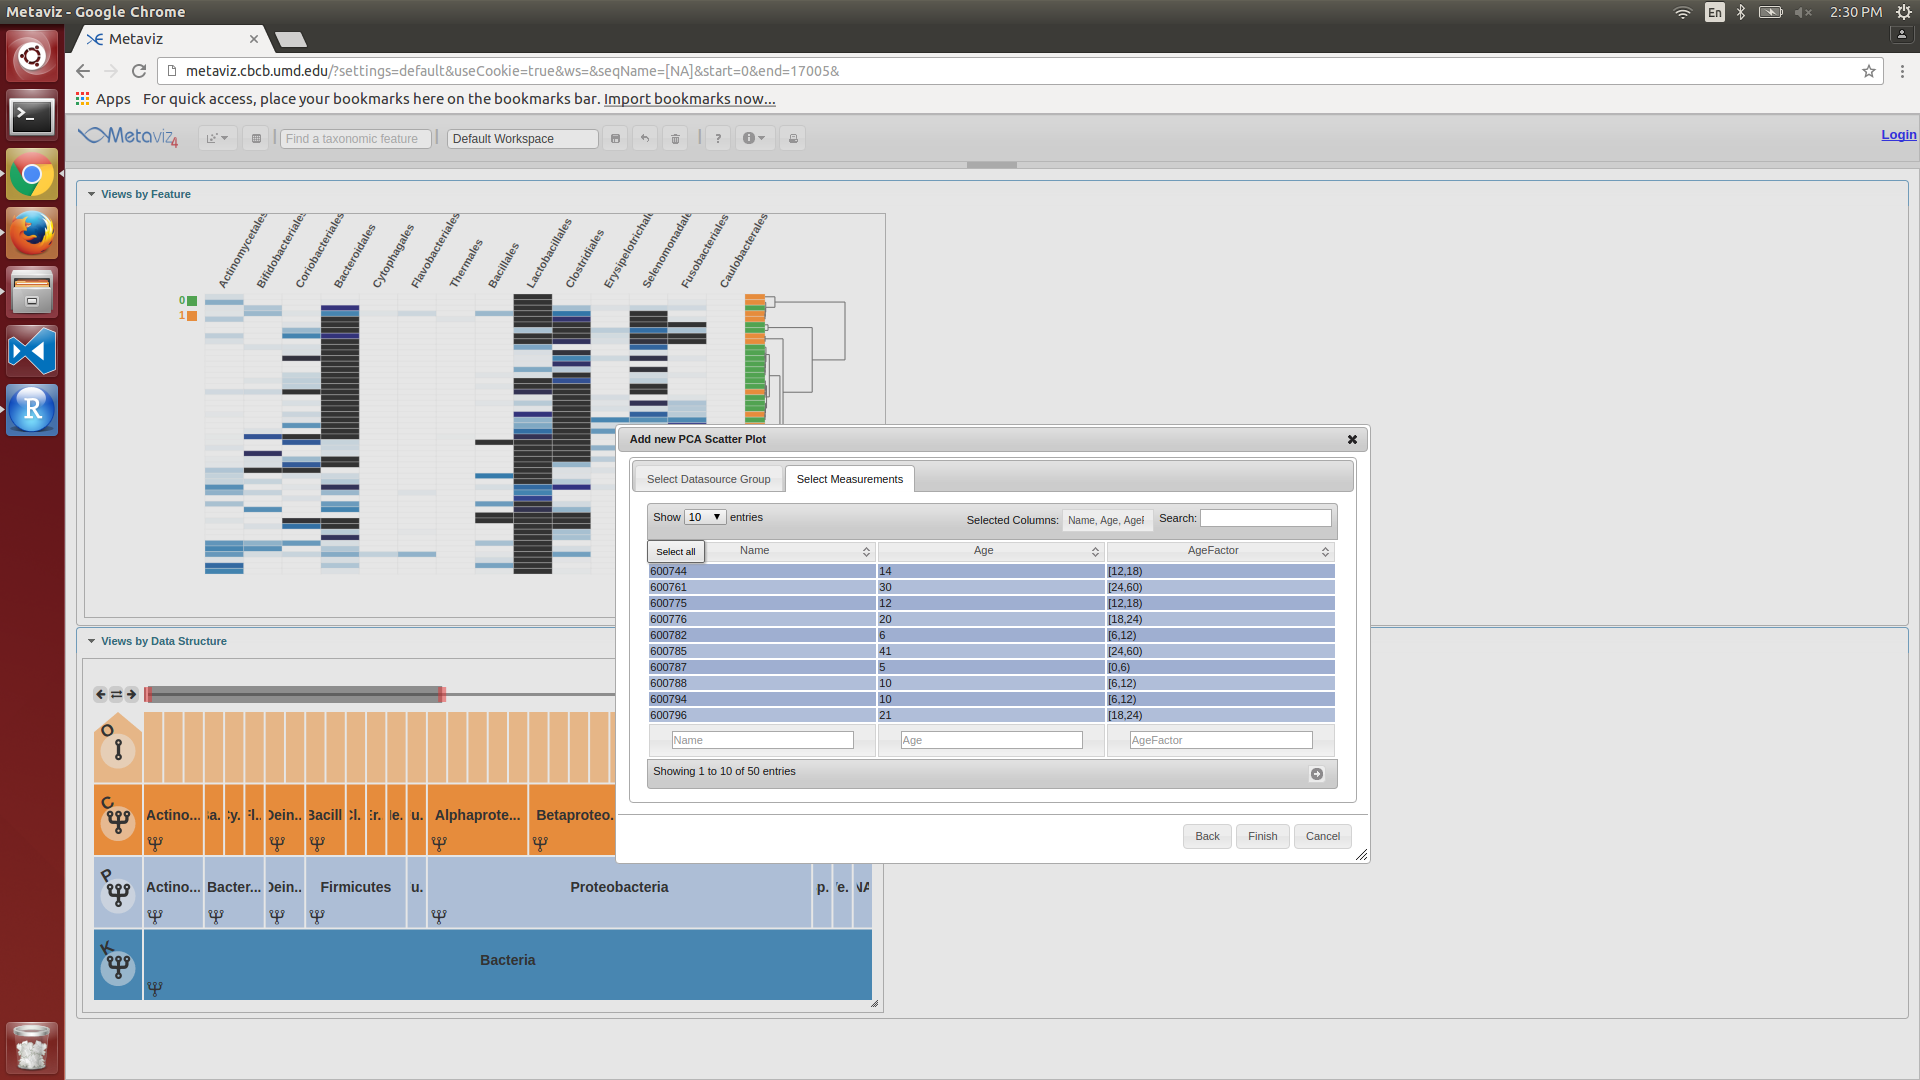 Metaviz - Google Chrome
En
2:30 PM
Metaviz
metaviz.cbcb.umd.edu/?settings=default&useCookie=true&ws=&seqName=[NA]&start=0&end=17005&
Apps For quick access, place your bookmarks here on the bookmarks bar. Import bookmarks now...
Metaviz4
Find a taxonomic feature
Default Workspace
?
Login
Views by Feature
Actinomycetales
Bifidobacteriales
Coriobacteriales
Bacteroidales
Cytophagales
Flavobacteriales
Thermales
Bacillales
Lactobacillales
Clostridiales
Erysipelotrichale
Selenomonadale
Fusobacteriales
Caulobacterales
0
1
Add new PCA Scatter Plot
Select Datasource Group
Select Measurements
Show 10 entries
Selected Columns: Name, Age, AgeF
Search:
Select all Name Age AgeFactor
600744 14 [12,18)
600761 30 [24,60)
600775 12 [12,18)
600776 20 [18,24)
600782 6 [6,12)
600785 41 [24,60)
600787 5 [0,6)
600788 10 [6,12)
600794 10 [6,12)
600796 21 [18,24)
Name Age AgeFactor
Showing 1 to 10 of 50 entries
Back Finish Cancel
Views by Data Structure
O
C
Actino... Dein.. Bacill Alphaprote... Betaproteo.
P
Actino... Bacter... Dein.. Firmicutes u. Proteobacteria p. NA
K
Bacteria
R